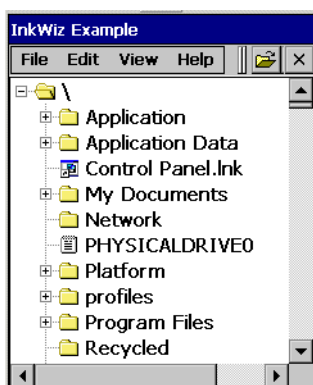 InkWiz Example
File Edit View Help
\
Application
Application Data
Control Panel.lnk
My Documents
Network
PHYSICALDRIVE0
Platform
profiles
Program Files
Recycled